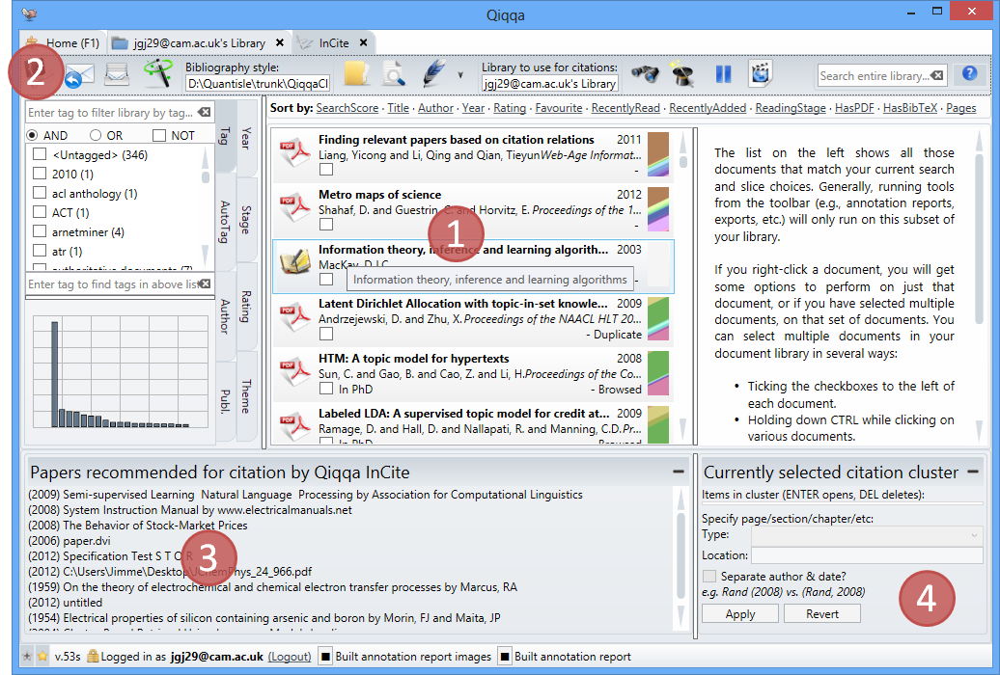 Qiqqa
Home (F1)
jgj29@cam.ac.uk's Library
InCite
2
Bibliography style:
D:\Quantisle\trunk\QiqqaCl
Library to use for citations:
jgj29@cam.ac.uk's Library
Search entire library...
Enter tag to filter library by tag...
AND
OR
NOT
<Untagged> (346)
2010 (1)
acl anthology (1)
ACT (1)
arnetminer (4)
atr (1)
authoritative documents (7)
Enter tag to find tags in above list
Tag
AutoTag
Author
Publ.
Year
Stage
Rating
Theme
Sort by: SearchScore · Title · Author · Year · Rating · Favourite · RecentlyRead · RecentlyAdded · ReadingStage · HasPDF · HasBibTeX · Pages
Finding relevant papers based on citation relations 2011
Liang, Yicong and Li, Qing and Qian, TieyunWeb-Age Informat...
-
Metro maps of science 2012
Shahaf, D. and Guestrin, C. and Horvitz, E. Proceedings of the 1...
-
1
Information theory, inference and learning algorith... 2003
MacKay, D.J.C.
Information theory, inference and learning algorithms -
Latent Dirichlet Allocation with topic-in-set knowle... 2009
Andrzejewski, D. and Zhu, X. Proceedings of the NAACL HLT 20...
- Duplicate
HTM: A topic model for hypertexts 2008
Sun, C. and Gao, B. and Cao, Z. and Li, H.Proceedings of the Co...
In PhD - Browsed
Labeled LDA: A supervised topic model for credit at... 2009
Ramage, D. and Hall, D. and Nallapati, R. and Manning, C.D.Pr...
In PhD - Browsed
The list on the left shows all those
documents that match your current search
and slice choices. Generally, running tools
from the toolbar (e.g., annotation reports,
exports, etc.) will only run on this subset of
your library.
If you right-click a document, you will get
some options to perform on just that
document, or if you have selected multiple
documents, on that set of documents. You
can select multiple documents in your
document library in several ways:
• Ticking the checkboxes to the left of
each document.
• Holding down CTRL while clicking on
various documents.
Papers recommended for citation by Qiqqa InCite
(2009) Semi-supervised Learning Natural Language Processing by Association for Computational Linguistics
(2008) System Instruction Manual by www.electricalmanuals.net
(2008) The Behavior of Stock-Market Prices
(2006) paper.dvi
(2012) Specification Test S T O R
3
(2012) C:\Users\Jimme\Desktop\JChemPhys_24_966.pdf
(1959) On the theory of electrochemical and chemical electron transfer processes by Marcus, RA
(2012) untitled
(1954) Electrical properties of silicon containing arsenic and boron by Morin, FJ and Maita, JP
Currently selected citation cluster
Items in cluster (ENTER opens, DEL deletes):
Specify page/section/chapter/etc:
Type:
Location:
Separate author & date?
e.g. Rand (2008) vs. (Rand, 2008)
4
Apply
Revert
v.53s
Logged in as jgj29@cam.ac.uk (Logout)
Built annotation report images
Built annotation report